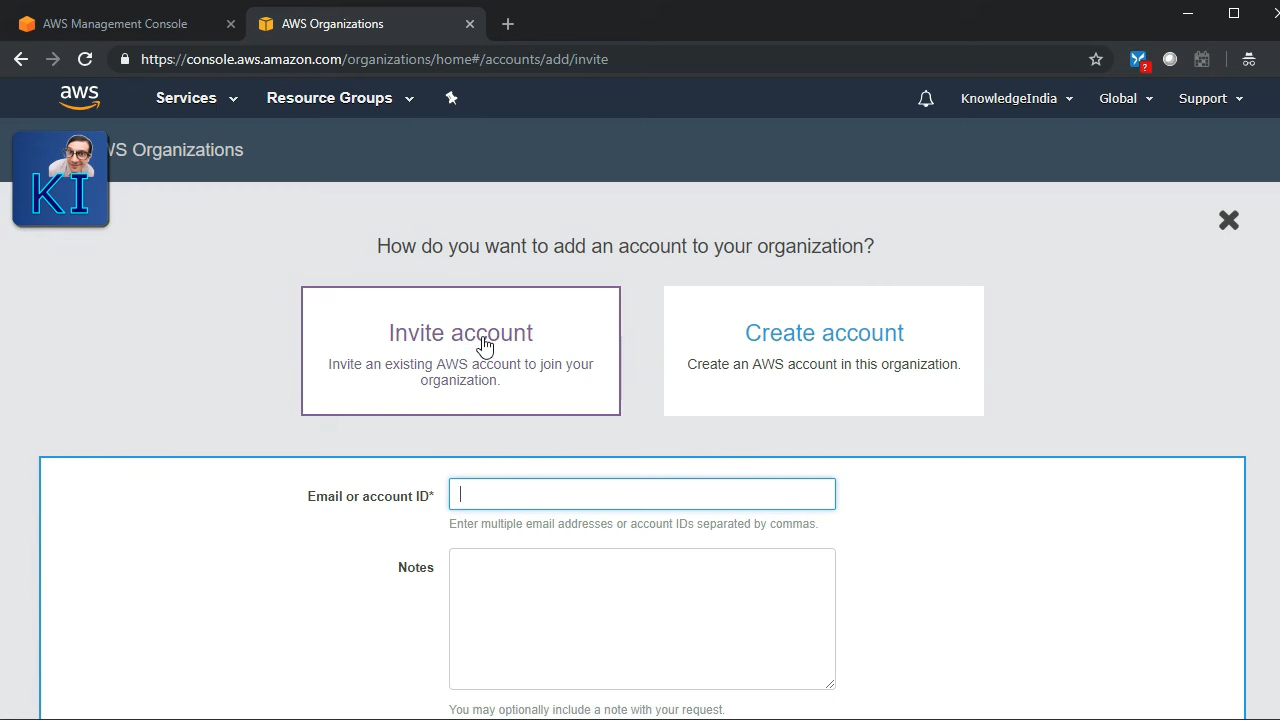 AWS Management Console
AWS Organizations
https://console.aws.amazon.com/organizations/home#/accounts/add/invite
aws
Services
Resource Groups
KnowledgeIndia
Global
Support
KI
WS Organizations
How do you want to add an account to your organization?
Invite account
Invite an existing AWS account to join your
organization.
Create account
Create an AWS account in this organization.
Email or account ID*
Enter multiple email addresses or account IDs separated by commas.
Notes
You may optionally include a note with your request.